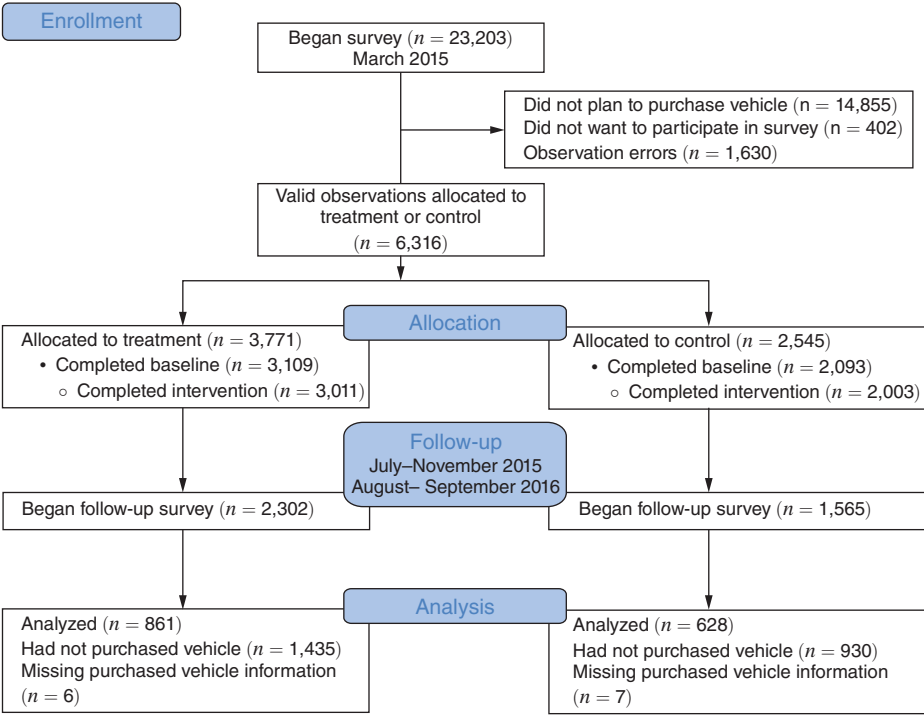 Enrollment
Began survey (n = 23,203)
March 2015
Did not plan to purchase vehicle (n = 14,855)
Did not want to participate in survey (n = 402)
Observation errors (n = 1,630)
Valid observations allocated to
treatment or control
(n = 6,316)
Allocation
Allocated to treatment (n = 3,771)
• Completed baseline (n = 3,109)
○ Completed intervention (n = 3,011)
Allocated to control (n = 2,545)
• Completed baseline (n = 2,093)
○ Completed intervention (n = 2,003)
Follow-up
July–November 2015
August– September 2016
Began follow-up survey (n = 2,302)
Began follow-up survey (n = 1,565)
Analysis
Analyzed (n = 861)
Had not purchased vehicle (n = 1,435)
Missing purchased vehicle information
(n = 6)
Analyzed (n = 628)
Had not purchased vehicle (n = 930)
Missing purchased vehicle information
(n = 7)